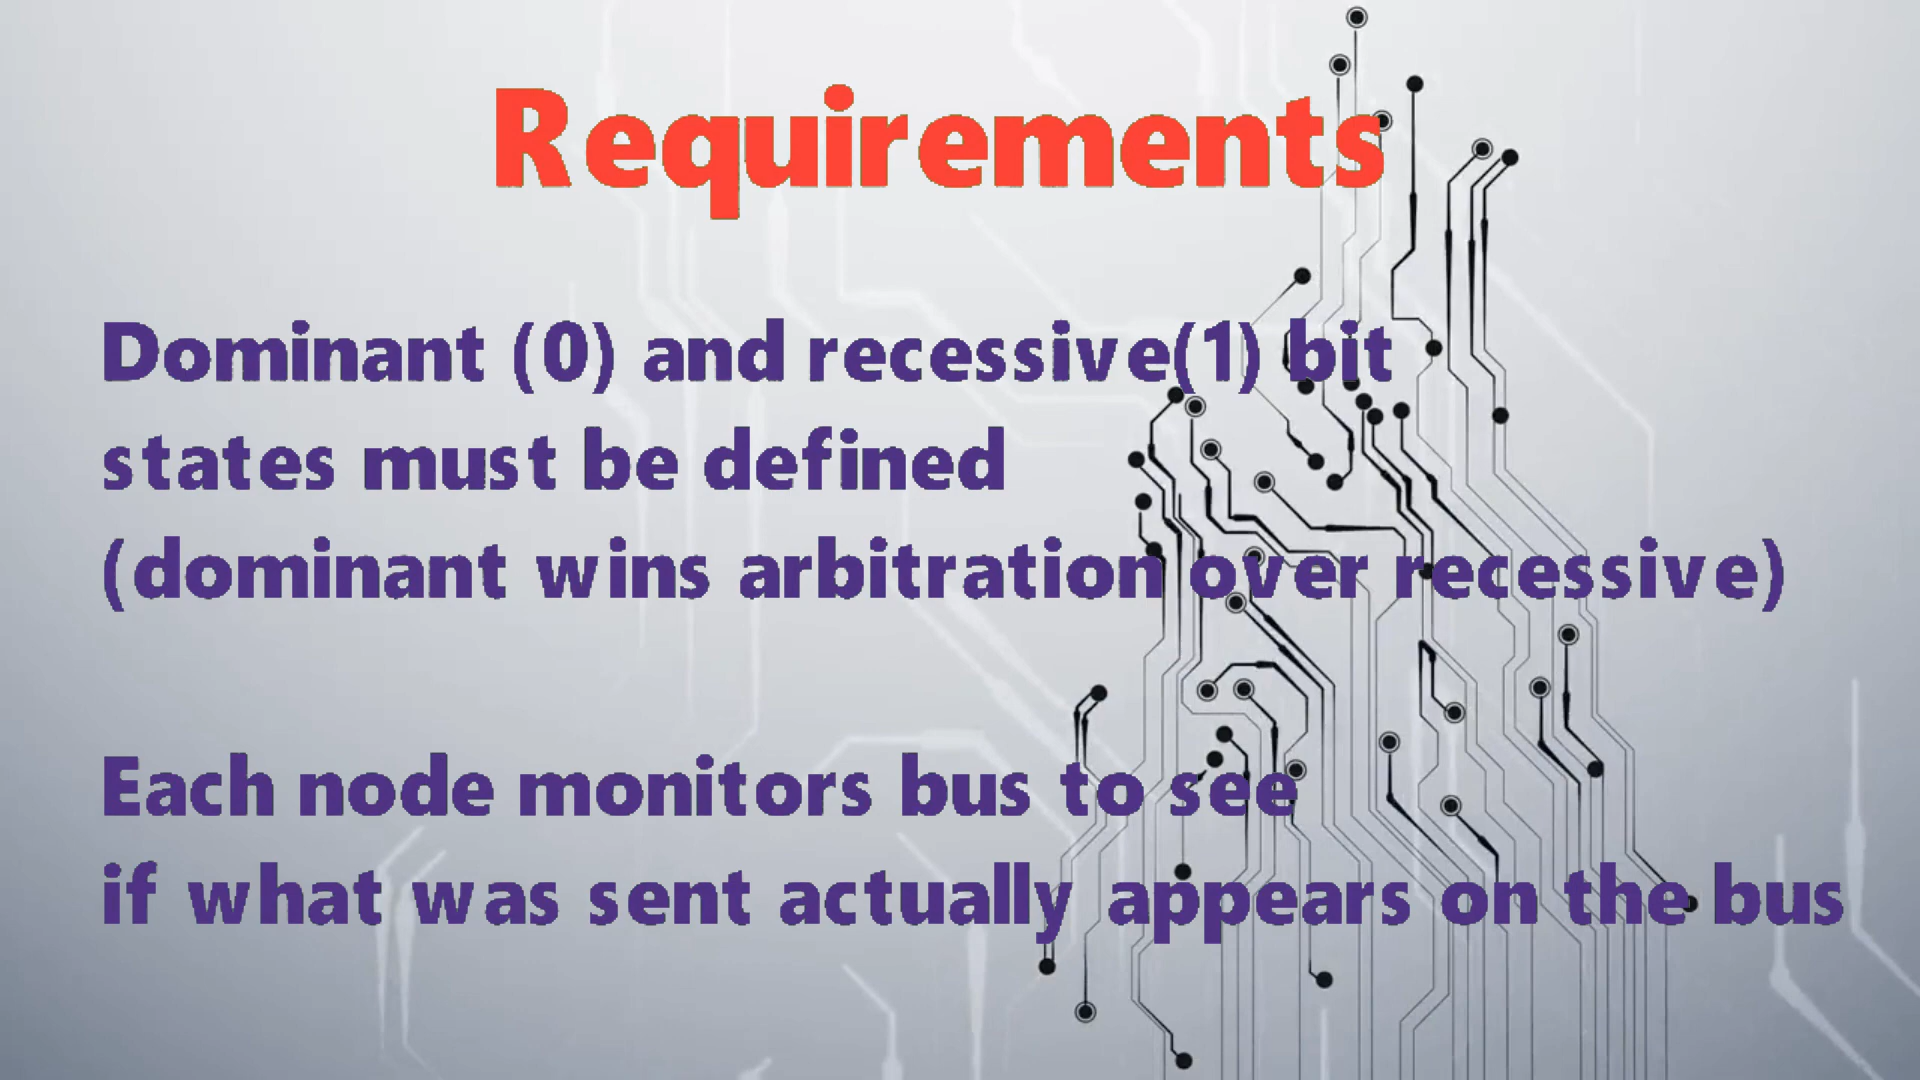 Requirements
Dominant (0) and recessive(1) bit
states must be defined
(dominant wins arbitration over recessive)
Each node monitors bus to see
if what was sent actually appears on the bus